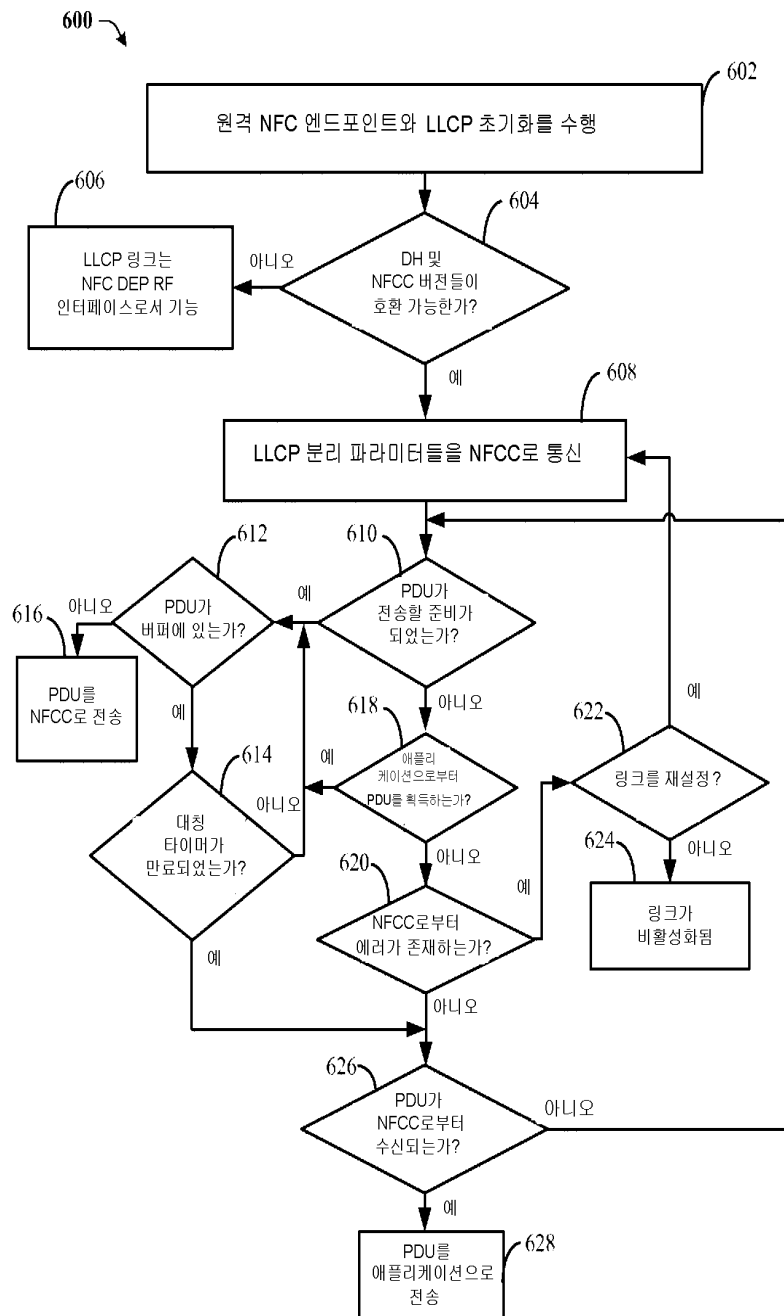 600
602
원격 NFC 엔드포인트와 LLCP 초기화를 수행
606
604
LLCP 링크는
NFC DEP RF
인터페이스로서 기능
아니오
DH 및
NFCC 버전들이
호환 가능한가?
예
608
LLCP 분리 파라미터들을 NFCC로 통신
612
610
616
아니오
PDU가
버퍼에 있는가?
예
PDU가
전송할 준비가
되었는가?
PDU를
NFCC로 전송
예
아니오
예
614
618
622
대칭
타이머가
만료되었는가?
아니오
예
애플리
케이션으로부터
PDU를 획득하는가?
링크를 재설정?
아니오
예
아니오
620
624
NFCC로부터
에러가 존재하는가?
링크가
비활성화됨
예
아니오
626
PDU가
NFCC로부터
수신되는가?
아니오
예
PDU를
애플리케이션으로
전송
628